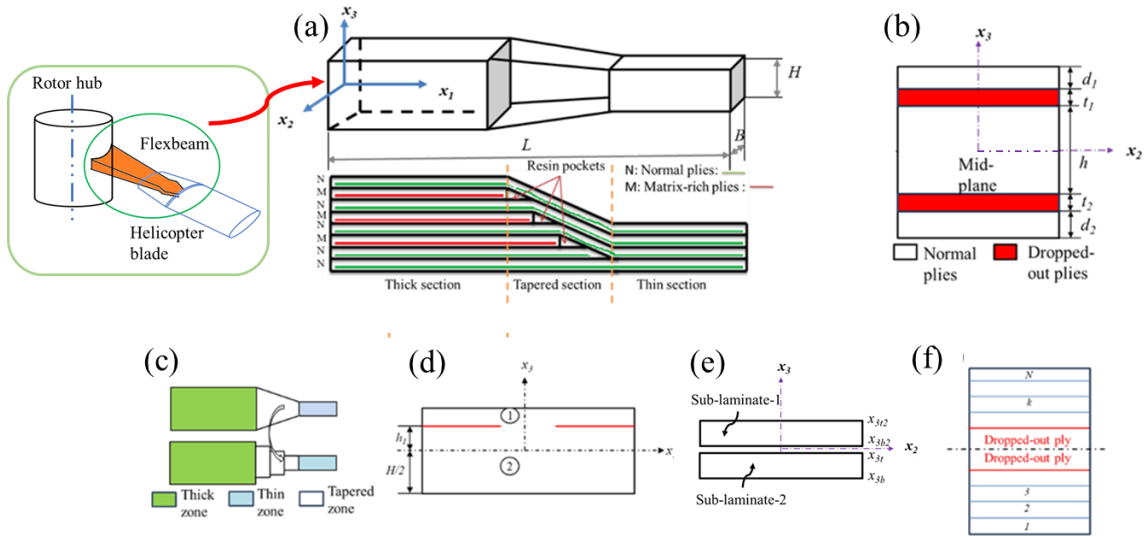 (a)
x3
x1
x2
H
B
L
Rotor hub
Flexbeam
Helicopter
blade
Resin pockets
N: Normal plies:
M: Matrix-rich plies :
N
M
N
M
N
M
N
N
Thick section
Tapered section
Thin section
(b)
x3
d1
t1
h
x2
Mid-
plane
t2
d2
Normal
plies
Dropped-
out plies
(c)
Thick
zone
Thin
zone
Tapered
zone
(d)
x3
1
h1
x
H/2
2
(e)
x3
Sub-laminate-1
x3t2
x3b2
x2
x3t
x3b
Sub-laminate-2
(f)
N
k
Dropped-out ply
Dropped-out ply
3
2
1